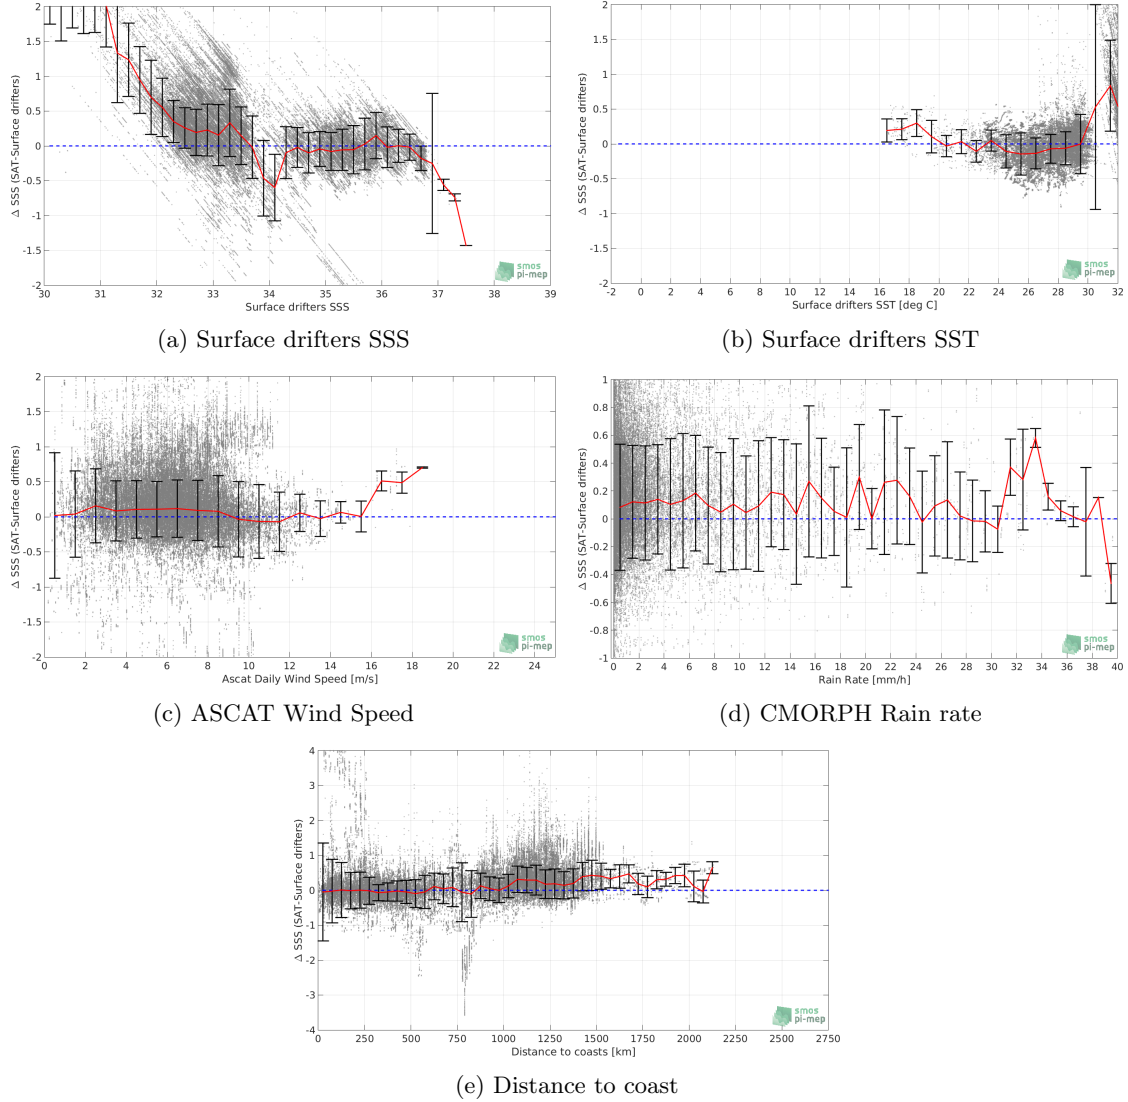 Δ SSS (SAT-Surface drifters)
2
1.5
1
0.5
0
-0.5
-1
-1.5
-2
30 31 32 33 34 35 36 37 38 39
Surface drifters SSS
smos
pi-mep
(a) Surface drifters SSS
Δ SSS (SAT-Surface drifters)
2
1.5
1
0.5
0
-0.5
-1
-1.5
-2
-2 0 2 4 6 8 10 12 14 16 18 20 22 24 26 28 30 32
Surface drifters SST [deg C]
smos
pi-mep
(b) Surface drifters SST
Δ SSS (SAT-Surface drifters)
2
1.5
1
0.5
0
-0.5
-1
-1.5
-2
0 2 4 6 8 10 12 14 16 18 20 22 24
Ascat Daily Wind Speed [m/s]
smos
pi-mep
(c) ASCAT Wind Speed
Δ SSS (SAT-Surface drifters)
1
0.8
0.6
0.4
0.2
0
-0.2
-0.4
-0.6
-0.8
-1
0 2 4 6 8 10 12 14 16 18 20 22 24 26 28 30 32 34 36 38 40
Rain Rate [mm/h]
smos
pi-mep
(d) CMORPH Rain rate
Δ SSS (SAT-Surface drifters)
4
3
2
1
0
-1
-2
-3
-4
0 250 500 750 1000 1250 1500 1750 2000 2250 2500 2750
Distance to coasts [km]
smos
pi-mep
(e) Distance to coast